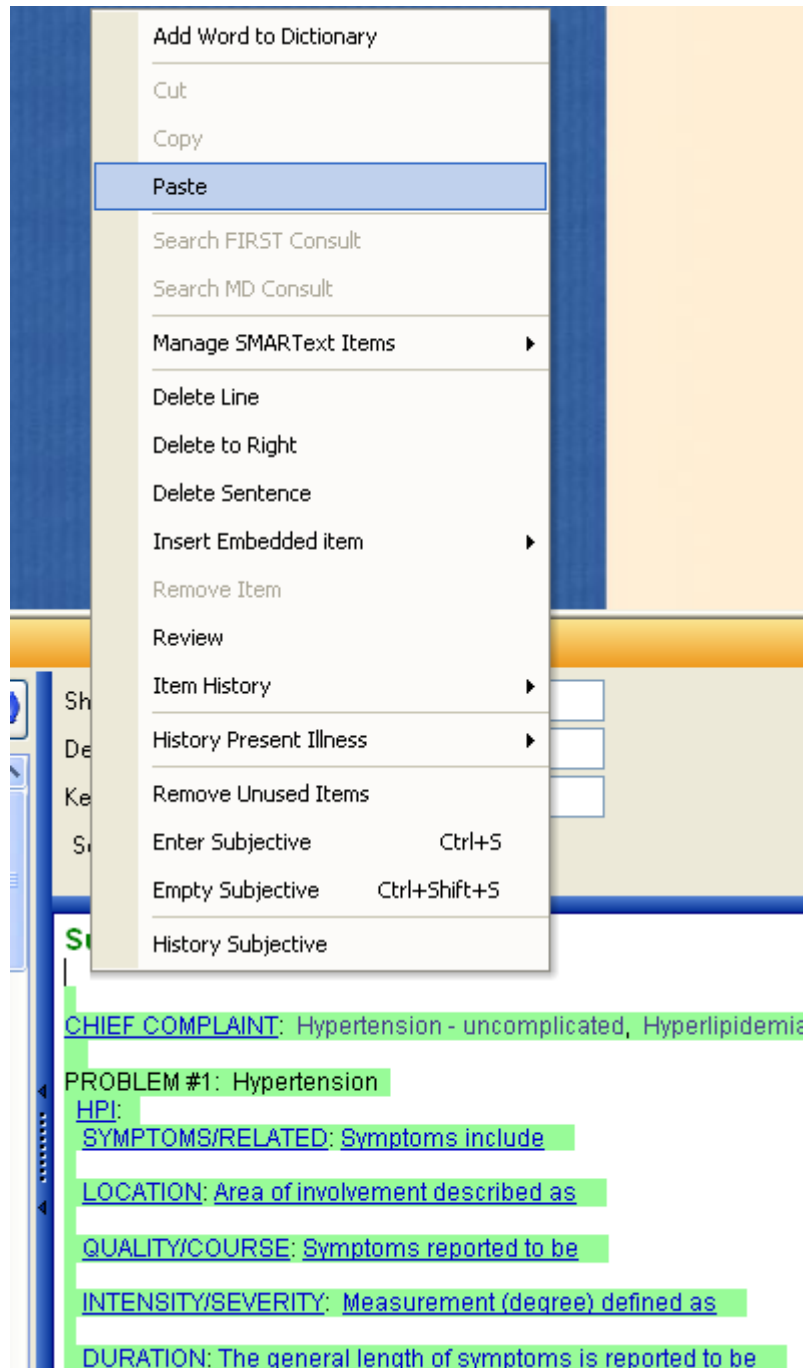 Add Word to Dictionary
Cut
Copy
Paste
Search FIRST Consult
Search MD Consult
Manage SMARText Items
Delete Line
Delete to Right
Delete Sentence
Insert Embedded item
Remove Item
Review
Item History
History Present Illness
Remove Unused Items
Enter Subjective Ctrl+S
Empty Subjective Ctrl+Shift+S
History Subjective
Sh
De
Ke
CHIEF COMPLAINT: Hypertension - uncomplicated, Hyperlipidemia
PROBLEM #1: Hypertension
HPI:
SYMPTOMS/RELATED: Symptoms include
LOCATION: Area of involvement described as
QUALITY/COURSE: Symptoms reported to be
INTENSITY/SEVERITY: Measurement (degree) defined as
DURATION: The general length of symptoms is reported to be